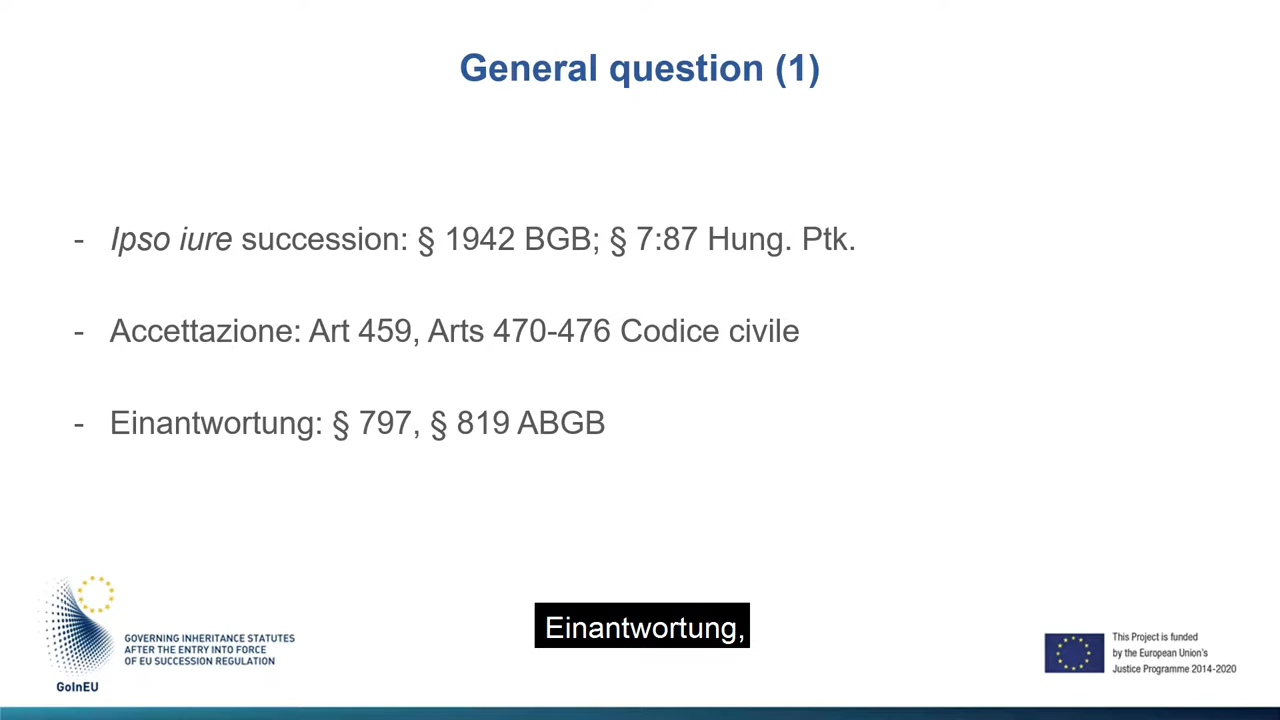 General question (1)
- Ipso iure succession: § 1942 BGB; § 7:87 Hung. Ptk.
- Accettazione: Art 459, Arts 470-476 Codice civile
- Einantwortung: § 797, § 819 ABGB
GoInEU
GOVERNING INHERITANCE STATUTES
AFTER THE ENTRY INTO FORCE
OF EU SUCCESSION REGULATION
Einantwortung,
This Project is funded
by the European Union's
Justice Programme 2014-2020